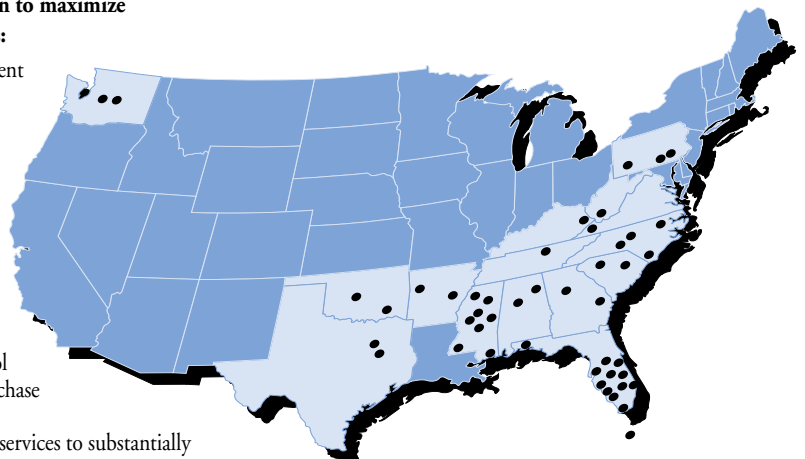 n to maximize
:
ent
ol
chase
services to substantially